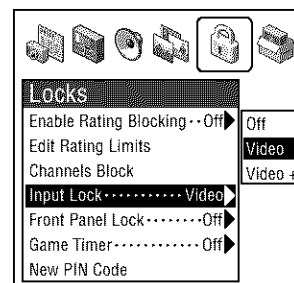 Locks
Enable Rating Blocking··Off
Edit Rating Limits
Channels Block
Input Lock···········Video
Front Panel Lock········Off
Game Timer············Off
New PIN Code
Off
Video
Video +